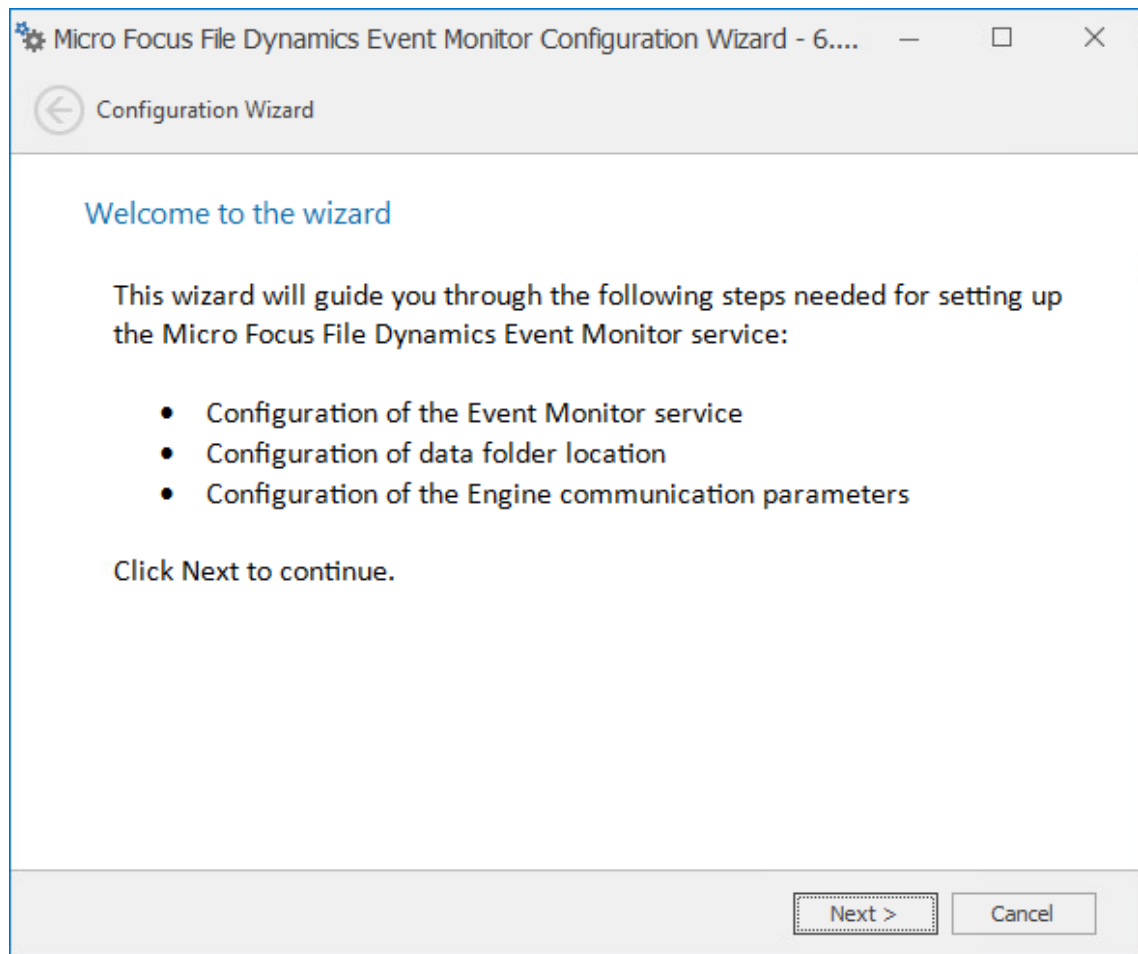 Micro Focus File Dynamics Event Monitor Configuration Wizard - 6....
Configuration Wizard
Welcome to the wizard
This wizard will guide you through the following steps needed for setting up
the Micro Focus File Dynamics Event Monitor service:
• Configuration of the Event Monitor service
• Configuration of data folder location
• Configuration of the Engine communication parameters
Click Next to continue.
Next >
Cancel